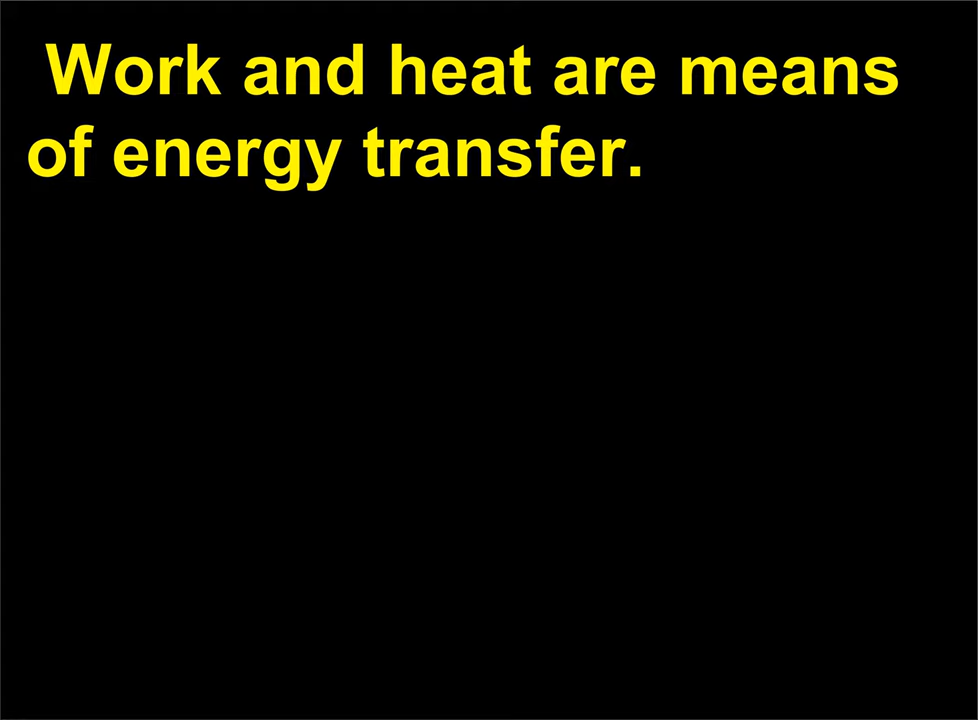 Work and heat are means
of energy transfer.